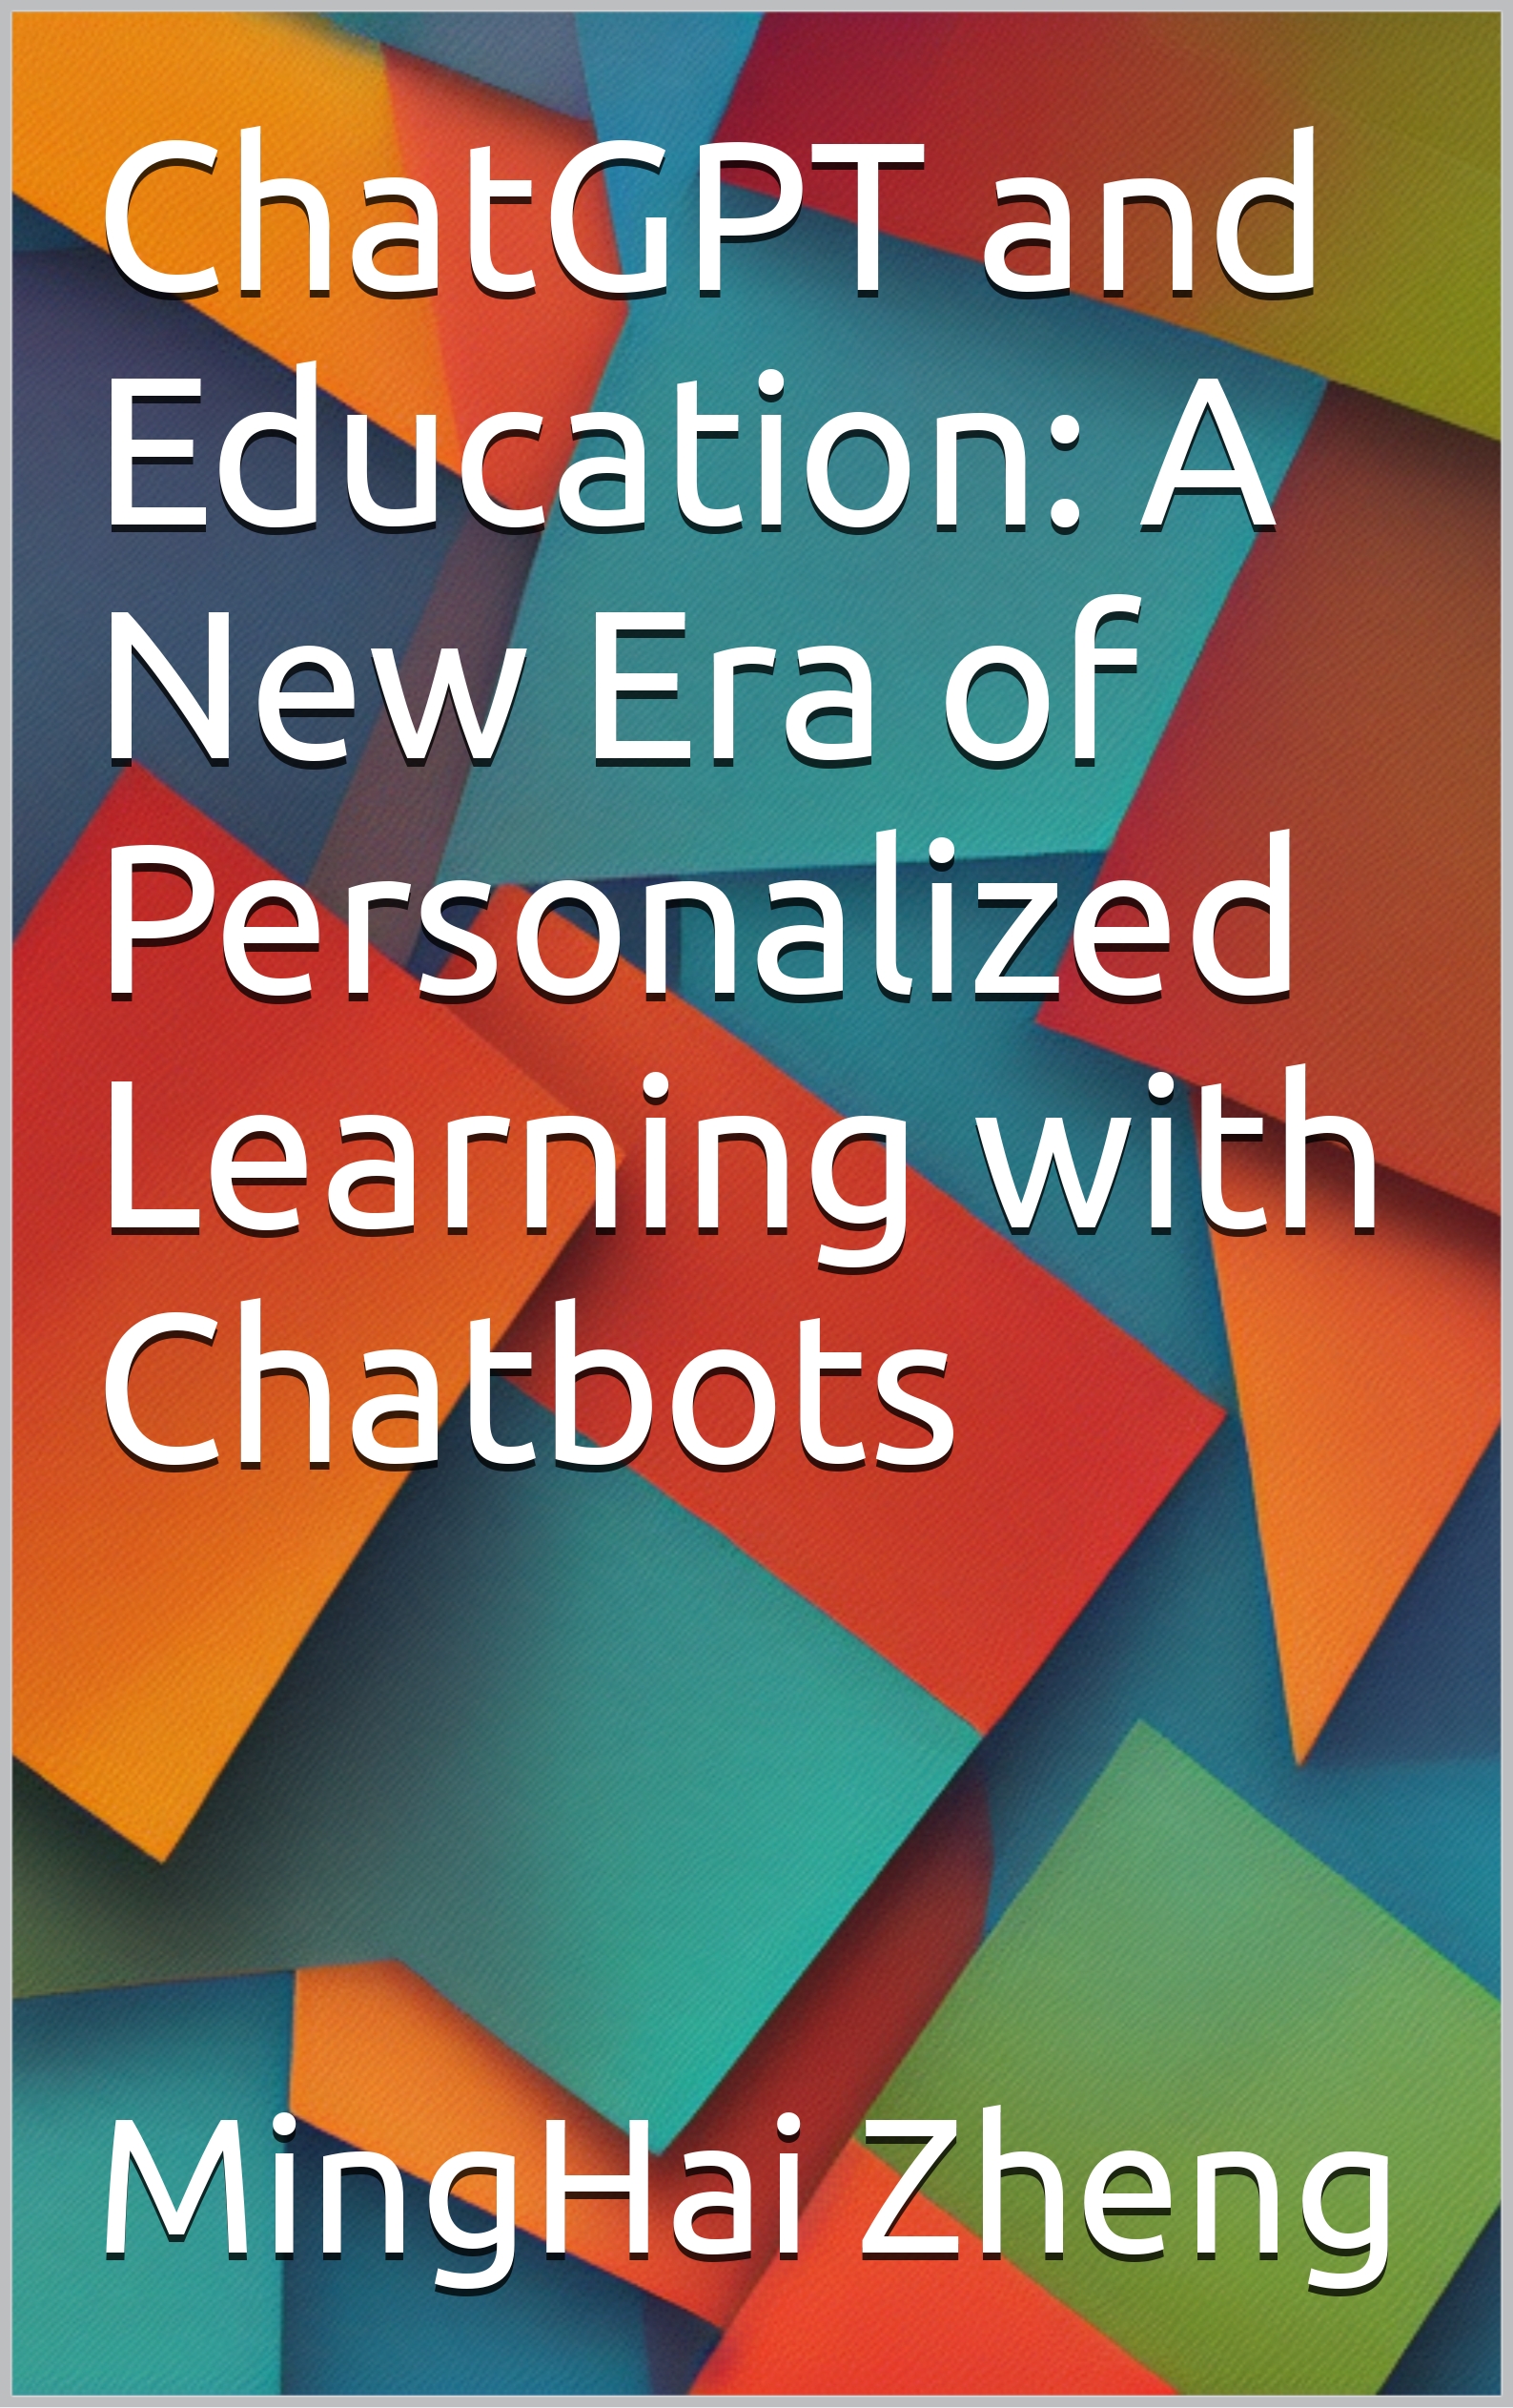 ChatGPT and
Education: A
New Era of
Personalized
Learning with
Chatbots
MingHai Zheng